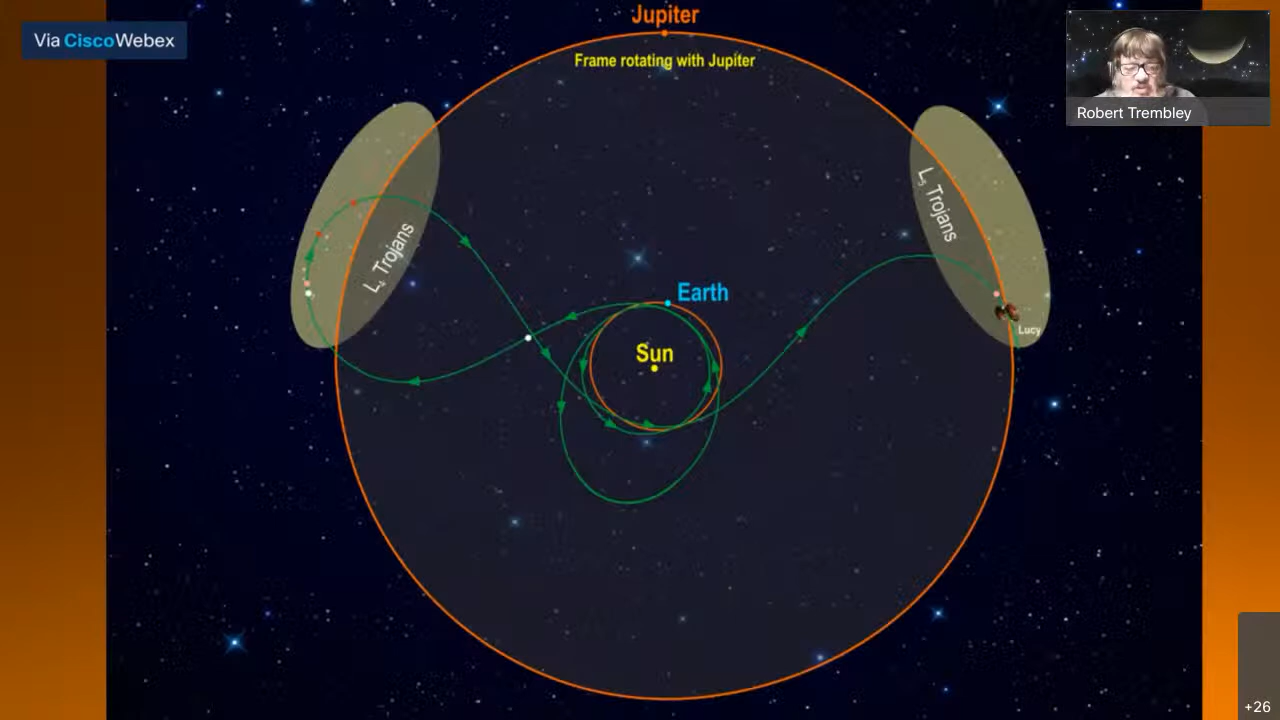 Via CiscoWebex
Jupiter
Frame rotating with Jupiter
Robert Trembley
L4 Trojans
L5 Trojans
Earth
Sun
Lucy
+26